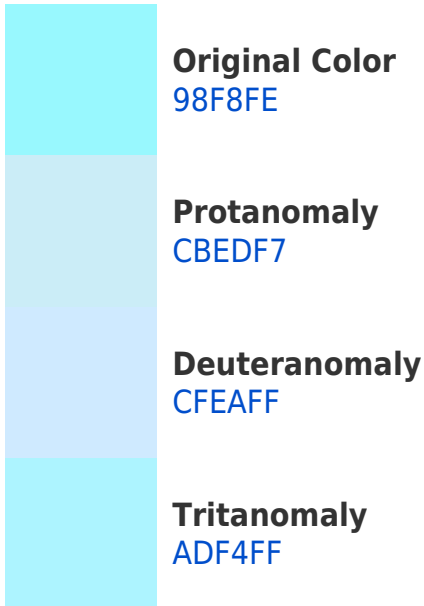 Original Color
98F8FE
Protanomaly
CBEDF7
Deuteranomaly
CFEAFF
Tritanomaly
ADF4FF